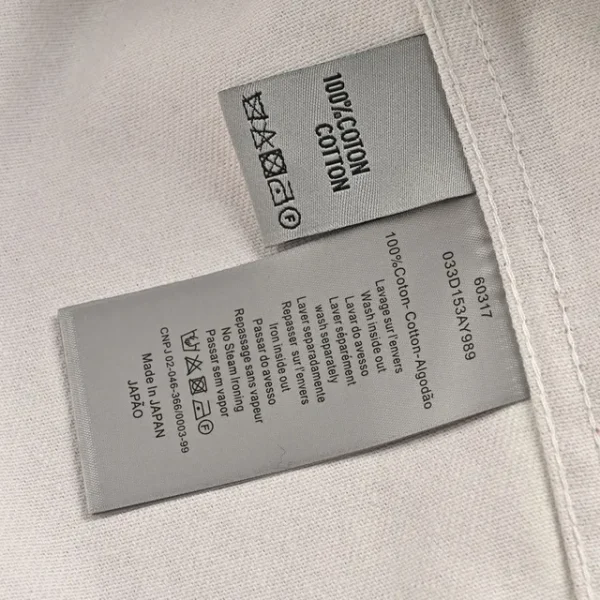 100%COTON
COTTON
F
60317
033D153AY989
100%Coton-Cotton-Algodão
Lavage sur l'envers
Wash inside out
Lavar do avesso
Laver séparément
wash separately
Laver separadamente
Repasser sur l'envers
Iron inside out
Passar do avesso
Repassage sans vapeur
No Steam Ironing
Passar sem vapor
F
CNPJ 02-046-366/0003-99
Made In JAPAN
JAPÃO